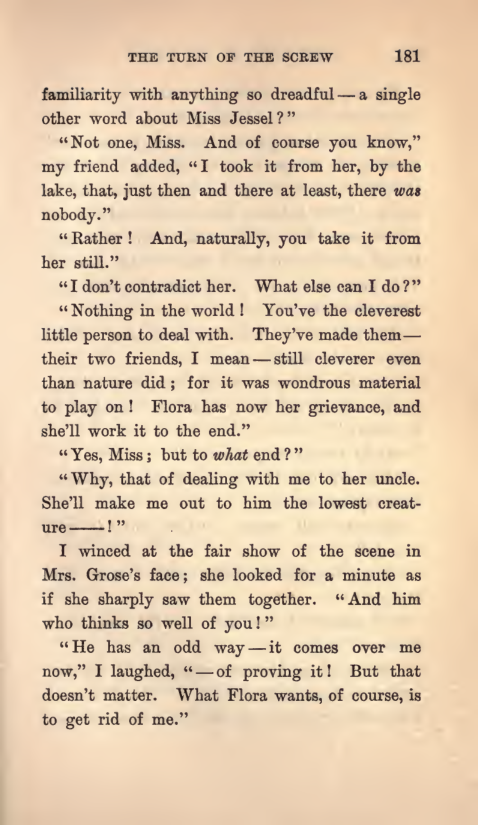 THE TURN OF THE SCREW 181
familiarity with anything so dreadful — a single
other word about Miss Jessel?"
"Not one, Miss. And of course you know,"
my friend added, "I took it from her, by the
lake, that, just then and there at least, there was
nobody."
"Rather! And, naturally, you take it from
her still."
"I don't contradict her. What else can I do?"
"Nothing in the world! You've the cleverest
little person to deal with. They've made them—
their two friends, I mean — still cleverer even
than nature did; for it was wondrous material
to play on! Flora has now her grievance, and
she'll work it to the end."
"Yes, Miss; but to what end?"
"Why, that of dealing with me to her uncle.
She'll make me out to him the lowest creat-
ure——!"
I winced at the fair show of the scene in
Mrs. Grose's face; she looked for a minute as
if she sharply saw them together. "And him
who thinks so well of you!"
"He has an odd way — it comes over me
now," I laughed, "— of proving it! But that
doesn't matter. What Flora wants, of course, is
to get rid of me."